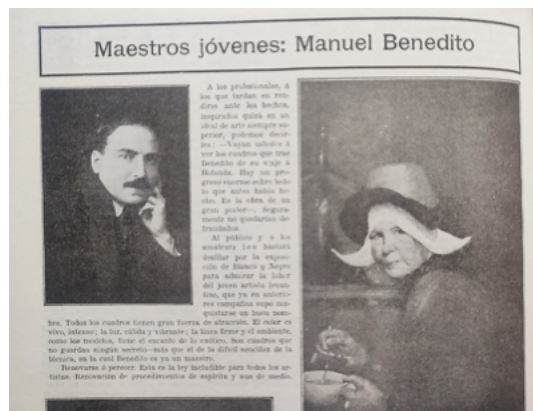 Maestros jóvenes: Manuel Benedito
A los profesionales, á
los que tardan en ren-
dirse ante los hechos,
inspirados quizá en un
ideal de arte siempre su-
perior, podemos decir-
les: —Vayan ustedes á
ver los cuadros que trae
Benedito de su viaje á
Holanda. Hay un pro-
greso enorme sobre todo
lo que antes había he-
cho. Es la obra de un
gran pintor—. Segura-
mente no quedarían de-
fraudados.
Al público y á los
amateurs les bastará
desfilar por la exposi-
ción de Blanco y Negro
para admirar la labor
del joven artista levan-
tino, que ya en anterio-
res campañas supo con-
quistarse un buen nom-
bre. Todos los cuadros tienen gran fuerza de atracción. El color es
vivo, intenso; la luz, cálida y vibrante; la línea firme y el ambiente,
como los modelos, tiene el encanto de lo exótico. Son cuadros que
no guardan ningún secreto—más que el de la difícil sencillez de la
técnica, en la cual Benedito es ya un maestro.
Renovarse ó perecer. Esta es la ley ineludible para todos los ar-
tistas. Renovación de procedimientos de espíritu y aun de medio.